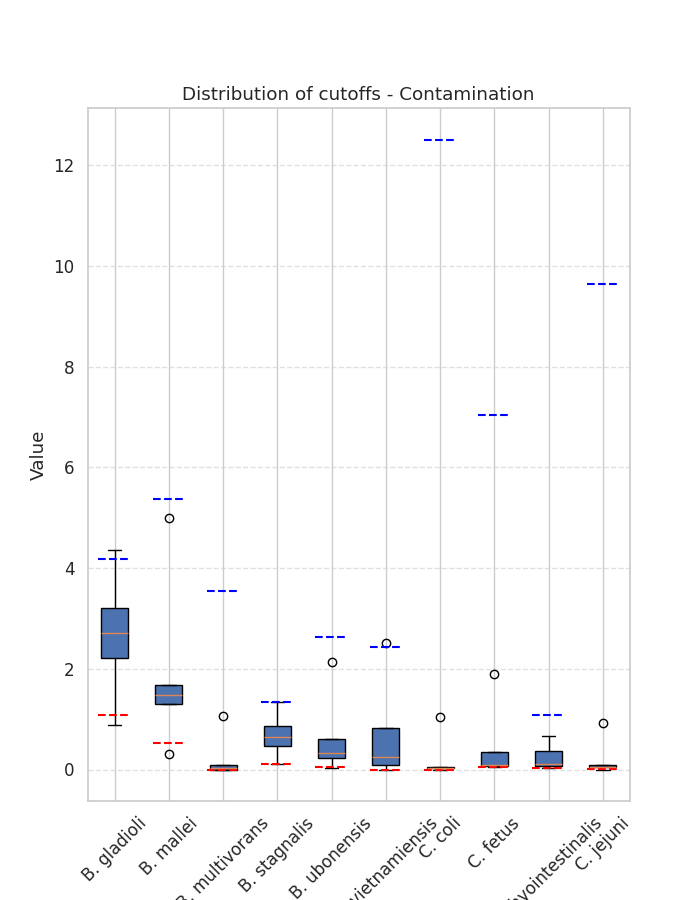 Distribution of cutoffs - Contamination
Value
12
10
8
6
4
2
0
B. gladioli
B. mallei
B. multivorans
B. stagnalis
B. ubonensis
vietnamiensis
C. coli
C. fetus
C. jejuni